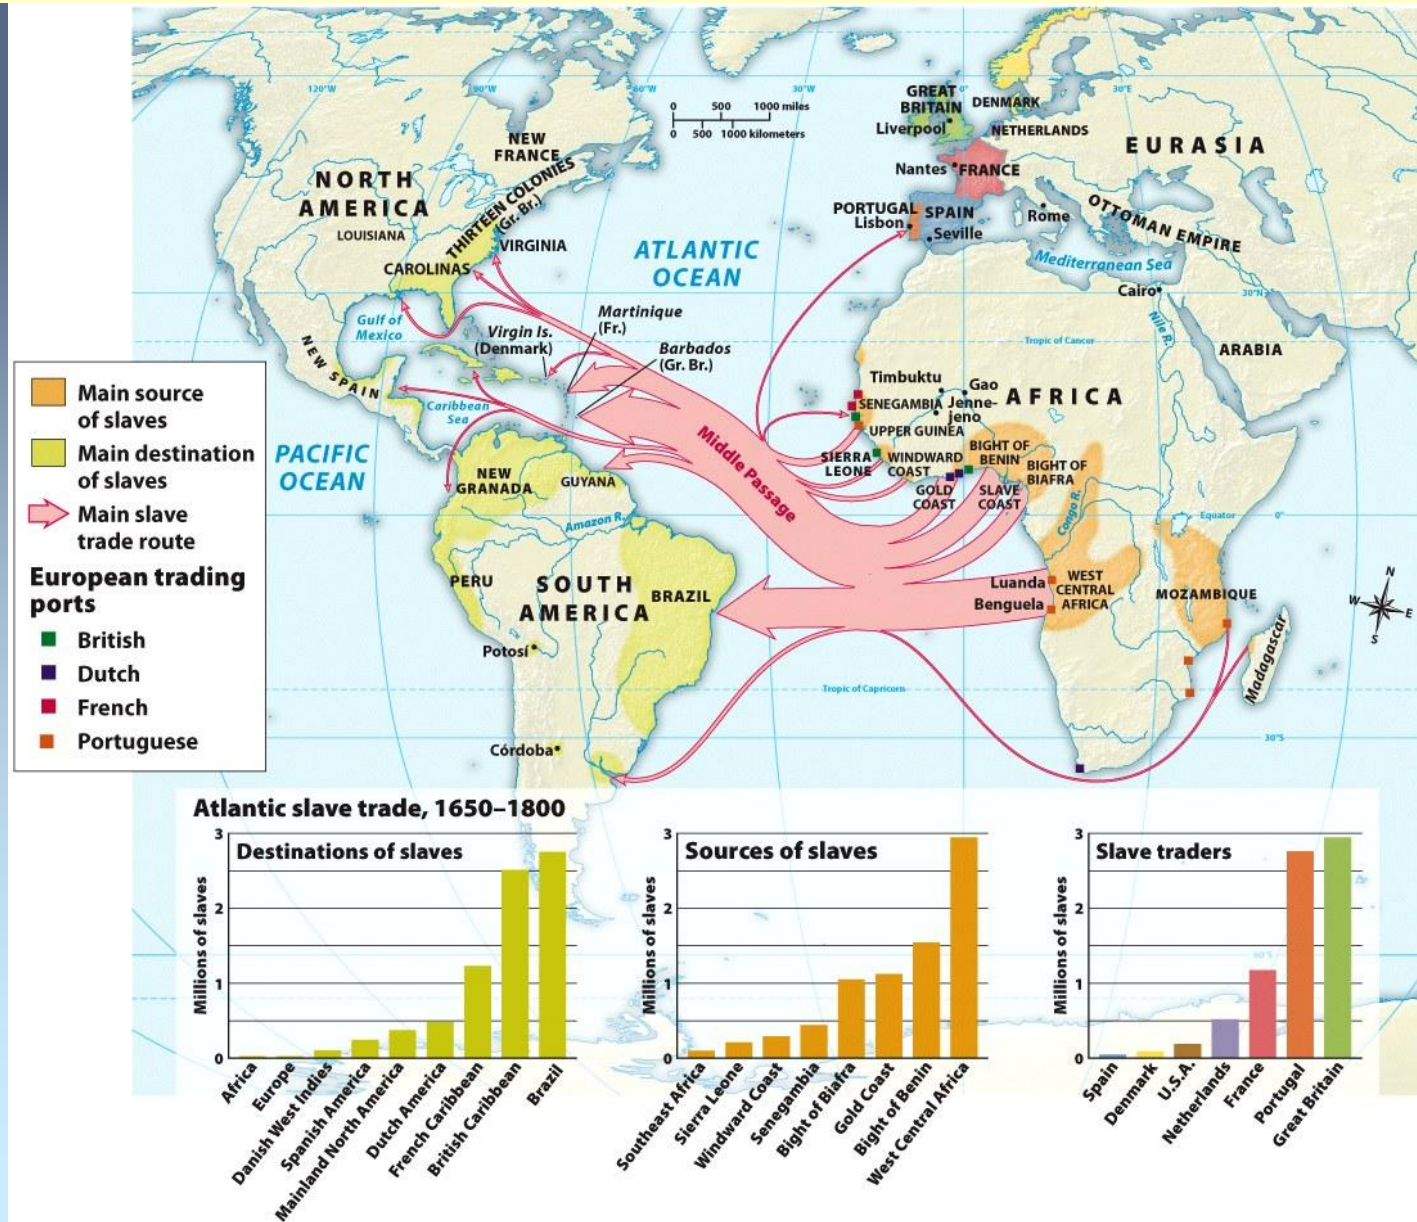 120°W
90°W
60°W
30°W
0°
30°E
0 500 1000 miles
0 500 1000 kilometers
GREAT
BRITAIN
Liverpool
DENMARK
NETHERLANDS
EURASIA
Nantes
FRANCE
PORTUGAL
Lisbon
SPAIN
Seville
Rome
OTTOMAN EMPIRE
Mediterranean Sea
Cairo
Nile R.
30°N
ARABIA
Tropic of Cancer
NEW
FRANCE
NORTH
AMERICA
THIRTEEN COLONIES
(Gr. Br.)
LOUISIANA
VIRGINIA
CAROLINAS
ATLANTIC
OCEAN
Gulf of
Mexico
Virgin Is.
(Denmark)
Martinique
(Fr.)
Barbados
(Gr. Br.)
NEW SPAIN
Caribbean
Sea
PACIFIC
OCEAN
Middle Passage
Timbuktu
Gao
Jenne-
jeno
AFRICA
SENEGAMBIA
UPPER GUINEA
SIERRA
LEONE
WINDWARD
COAST
BIGHT OF
BENIN
BIGHT OF
BIAFRA
GOLD
COAST
SLAVE
COAST
Congo R.
Equator
0°
NEW
GRANADA
GUYANA
Amazon R.
PERU
SOUTH
AMERICA
BRAZIL
Potosí
Córdoba
Luanda
Benguela
WEST
CENTRAL
AFRICA
MOZAMBIQUE
Madagascar
Tropic of Capricorn
30°S
N
W
E
S
Main source
of slaves
Main destination
of slaves
Main slave
trade route
European trading
ports
British
Dutch
French
Portuguese
Atlantic slave trade, 1650–1800
Destinations of slaves
Millions of slaves
3
2
1
0
Africa
Europe
Danish West Indies
Spanish America
Mainland North America
Dutch America
French Caribbean
British Caribbean
Brazil
Sources of slaves
Millions of slaves
3
2
1
0
Southeast Africa
Sierra Leone
Windward Coast
Senegambia
Bight of Biafra
Gold Coast
Bight of Benin
West Central Africa
Slave traders
Millions of slaves
3
2
1
0
60°S
Spain
Denmark
U.S.A.
Netherlands
France
Portugal
Great Britain